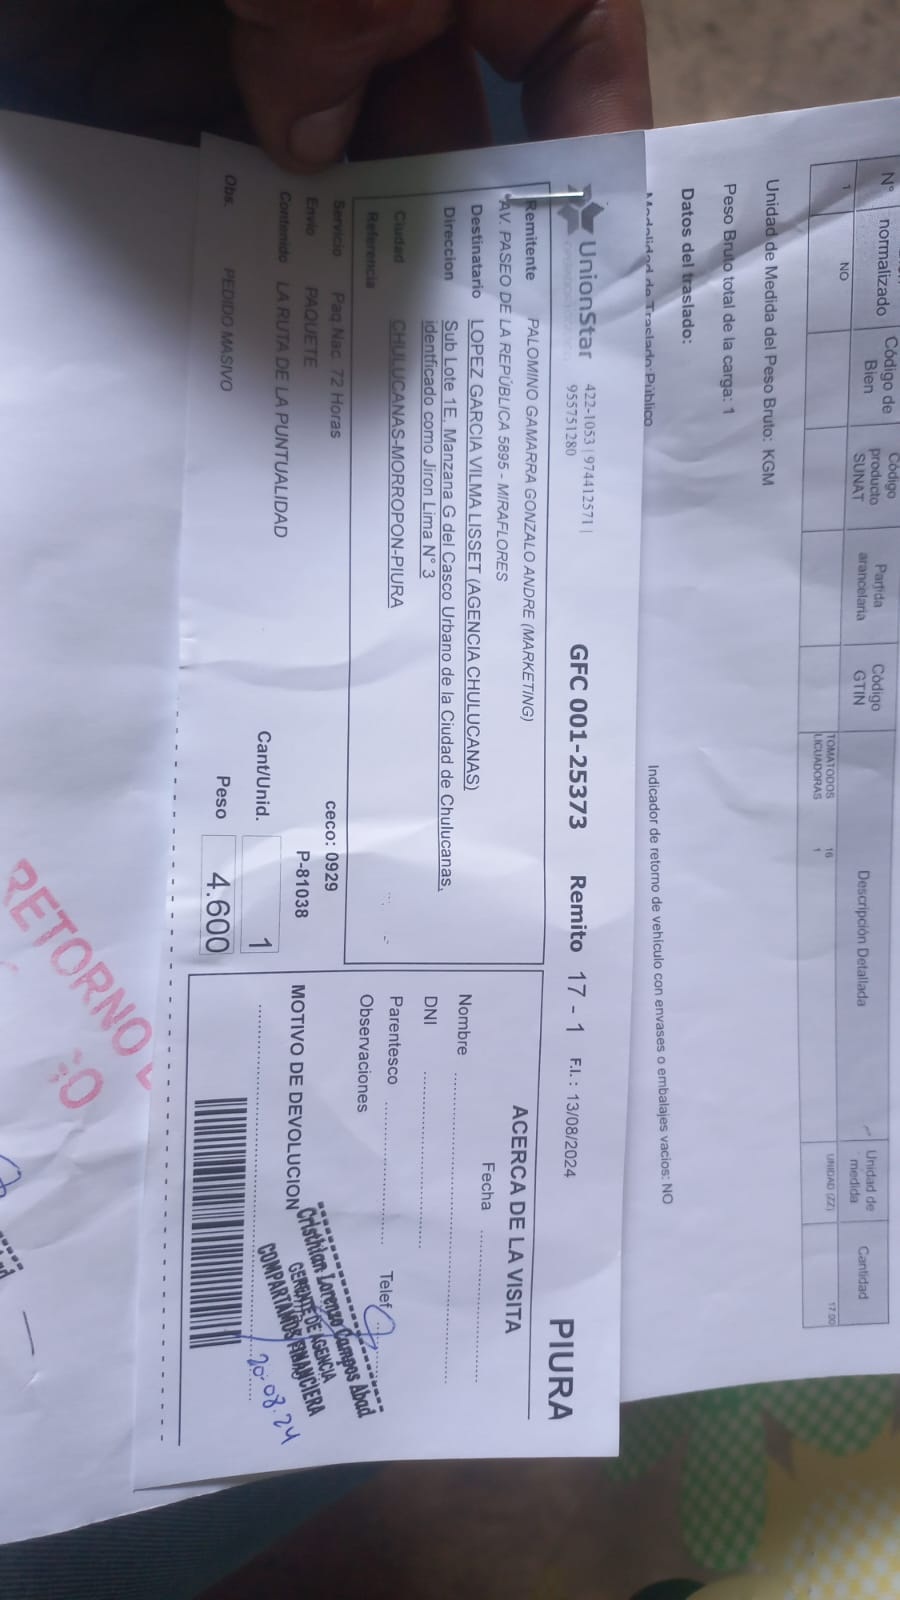 N° normalizado Código de Bien Código producto SUNAT Partida arancelaria Código GTIN Descripción Detallada Unidad de medida Cantidad
1 NO TOMATODOS 16 UNIDAD (ZZ) 17.00
LICUADORAS 1
Unidad de Medida del Peso Bruto: KGM
Peso Bruto total de la carga: 1
Datos del traslado:
Modalidad de Traslado: Público
Indicador de retorno de vehículo con envases o embalajes vacios: NO
UnionStar
422-1053 | 974412571 |
955751280
GFC 001-25373 Remito 17 - 1 F.I. : 13/08/2024 PIURA
Remitente PALOMINO GAMARRA GONZALO ANDRE (MARKETING)
AV. PASEO DE LA REPÚBLICA 5895 - MIRAFLORES
Destinatario LOPEZ GARCIA VILMA LISSET (AGENCIA CHULUCANAS)
Direccion Sub Lote 1E, Manzana G del Casco Urbano de la Ciudad de Chulucanas,
identficado como Jiron Lima N° 3
Ciudad CHULUCANAS-MORROPON-PIURA
Referencia
Servicio Paq Nac. 72 Horas
ceco: 0929
Envio PAQUETE
P-81038
Contenido LA RUTA DE LA PUNTUALIDAD
Cant/Unid. 1
Obs. PEDIDO MASIVO
Peso 4.600
ACERCA DE LA VISITA
Fecha
Nombre
DNI
Parentesco Telef
Observaciones
MOTIVO DE DEVOLUCION
Cristhian Lorenzo Campos Abad
GERENTE DE AGENCIA
COMPARTAMOS FINANCIERA
20.08.24
RETORNO